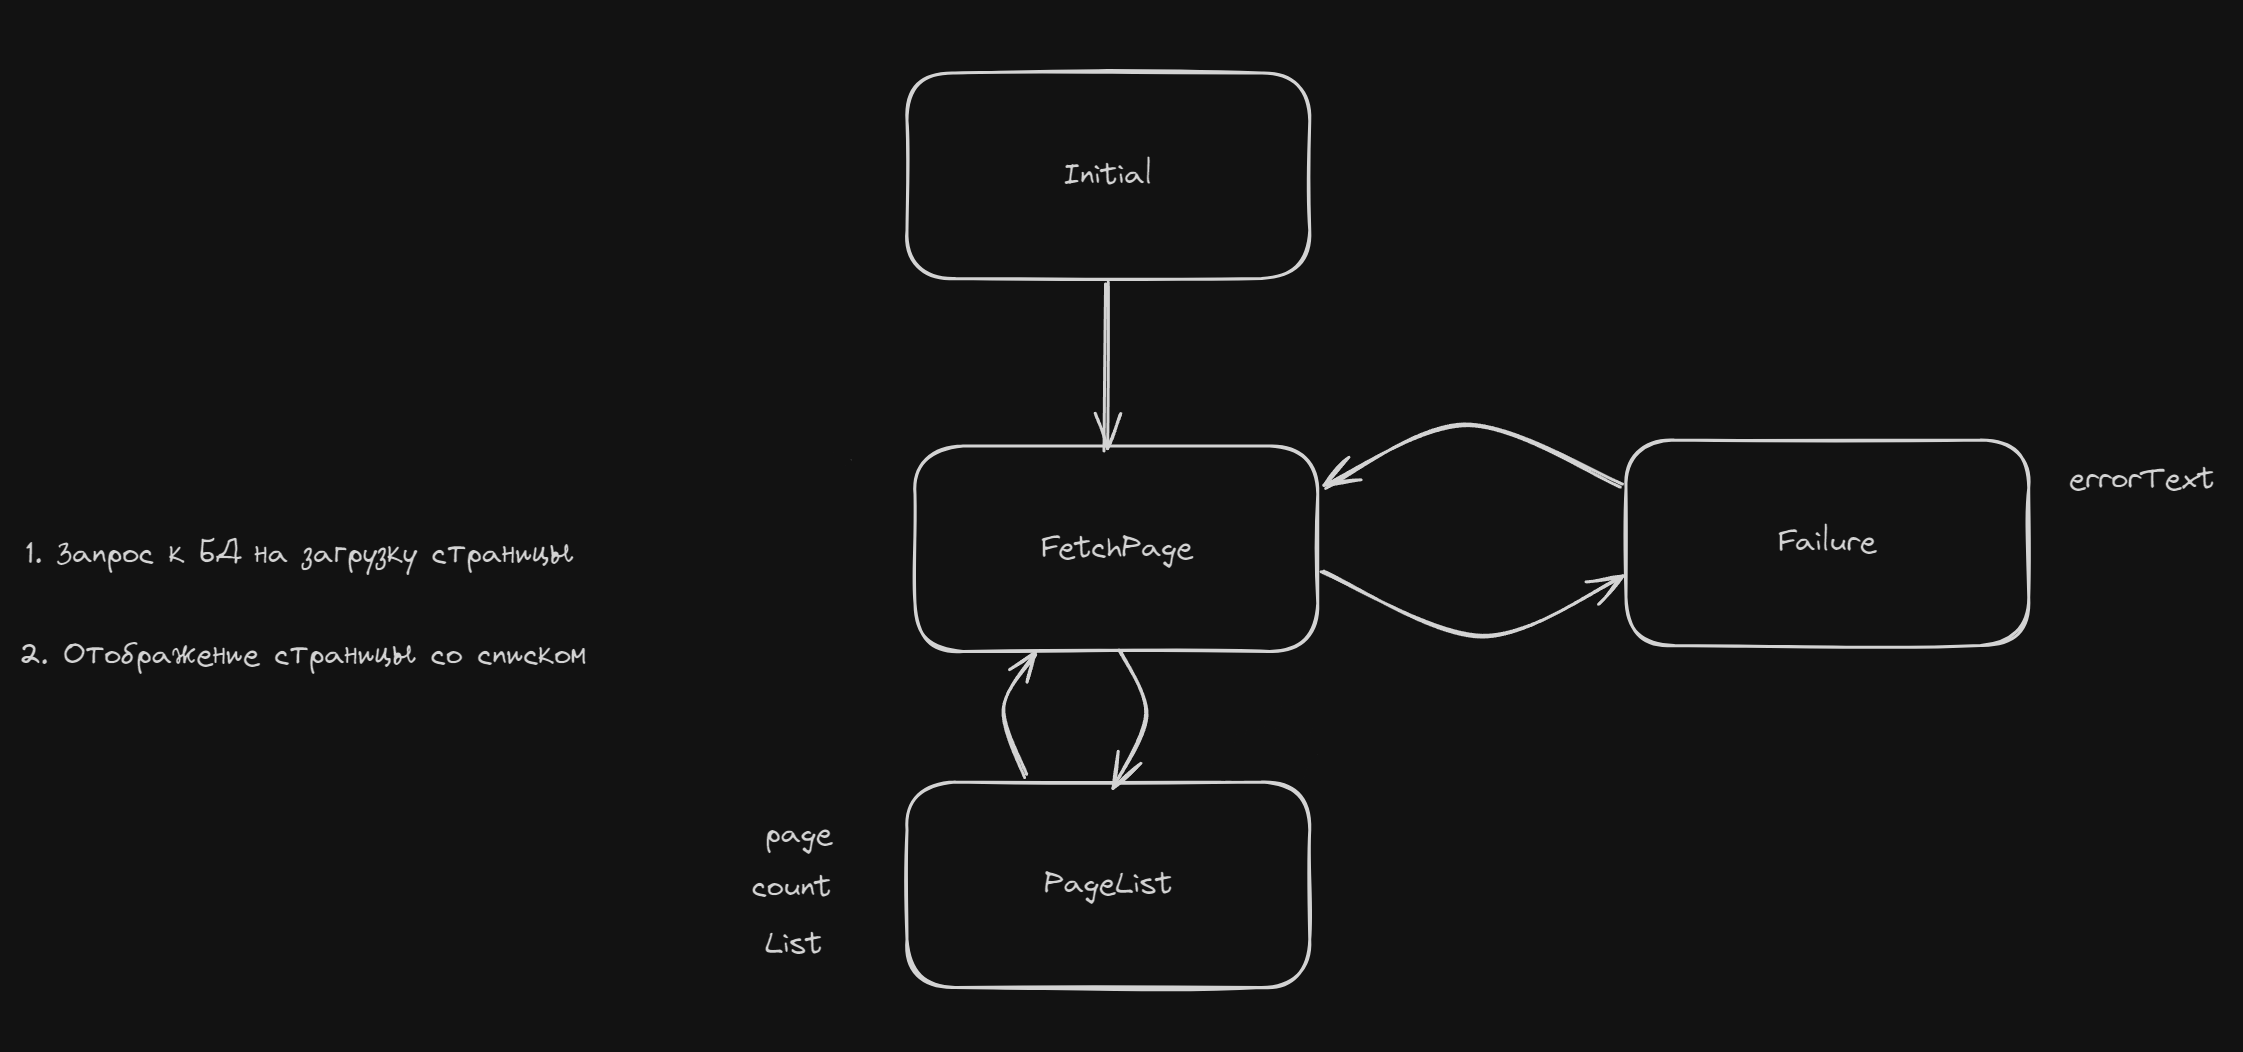 Initial
errorText
FetchPage
Failure
1. Запрос к БД на загрузку страницы
2. Отображение страницы со списком
page
count
List
PageList